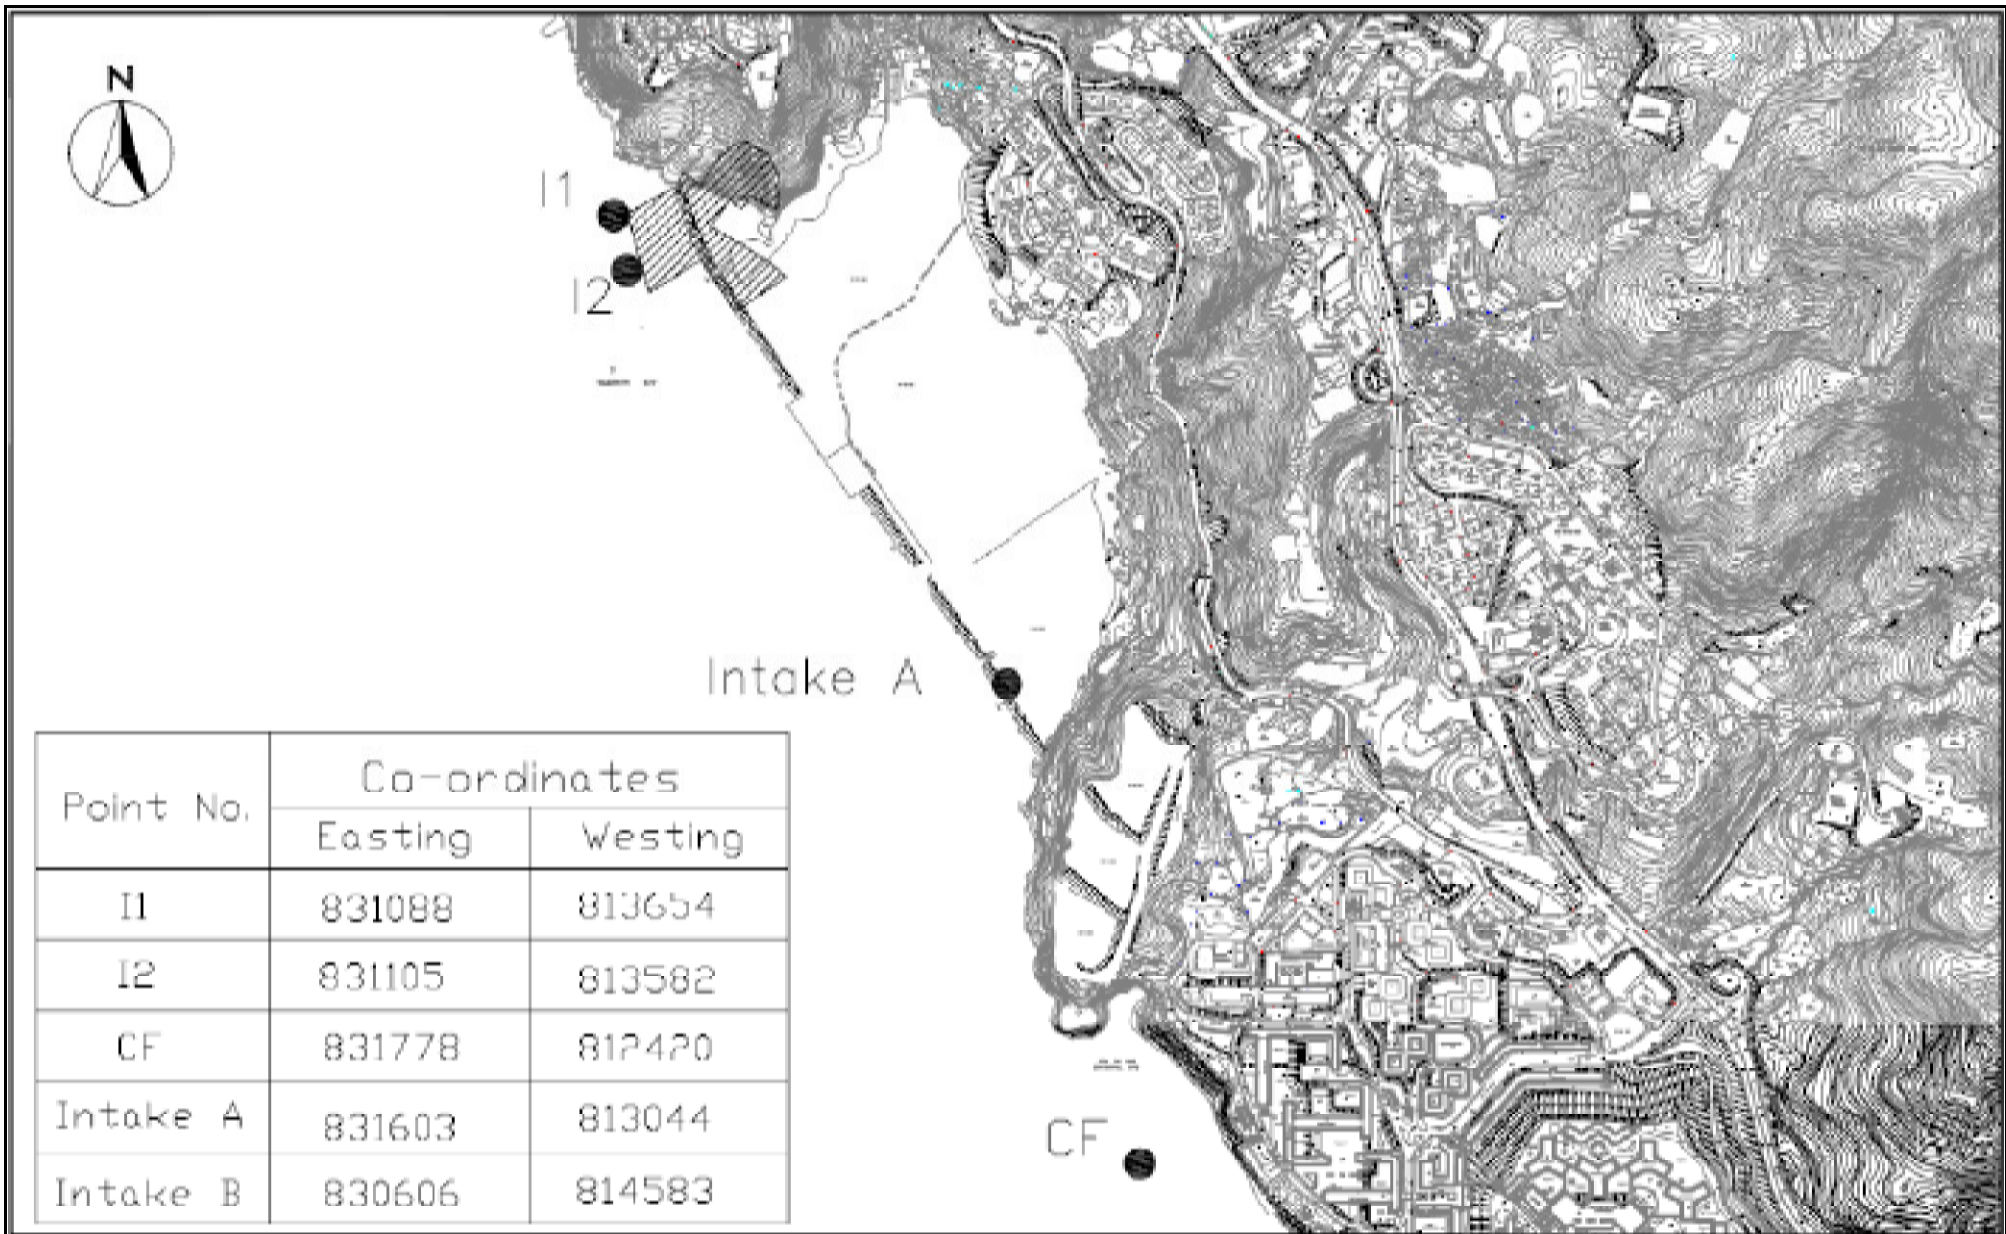 N
I1
I2
Intake A
Point No.
Co-ordinates
Easting Westing
I1 831088 813654
I2 831105 813582
CF 831778 812420
Intake A 831603 813044
Intake B 830606 814583
CF